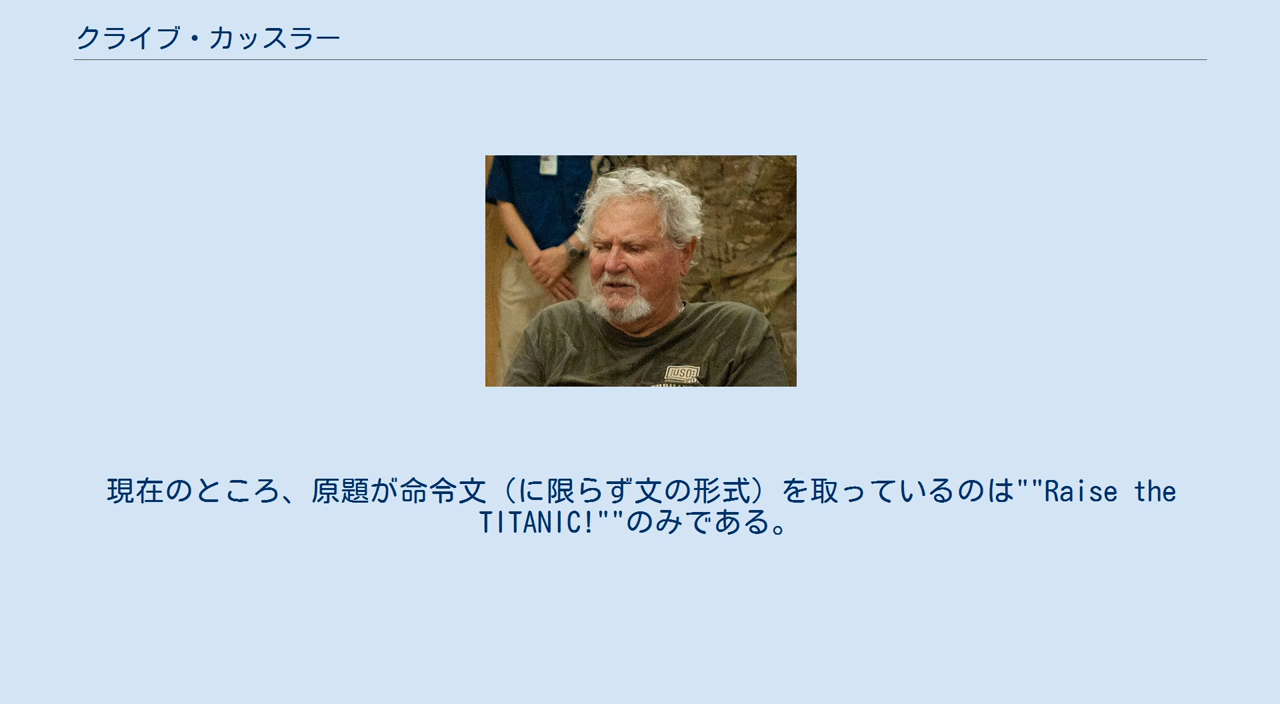 クライブ・カッスラー
USO
現在のところ、原題が命令文（に限らず文の形式）を取っているのは""Raise the
TITANIC!""のみである。